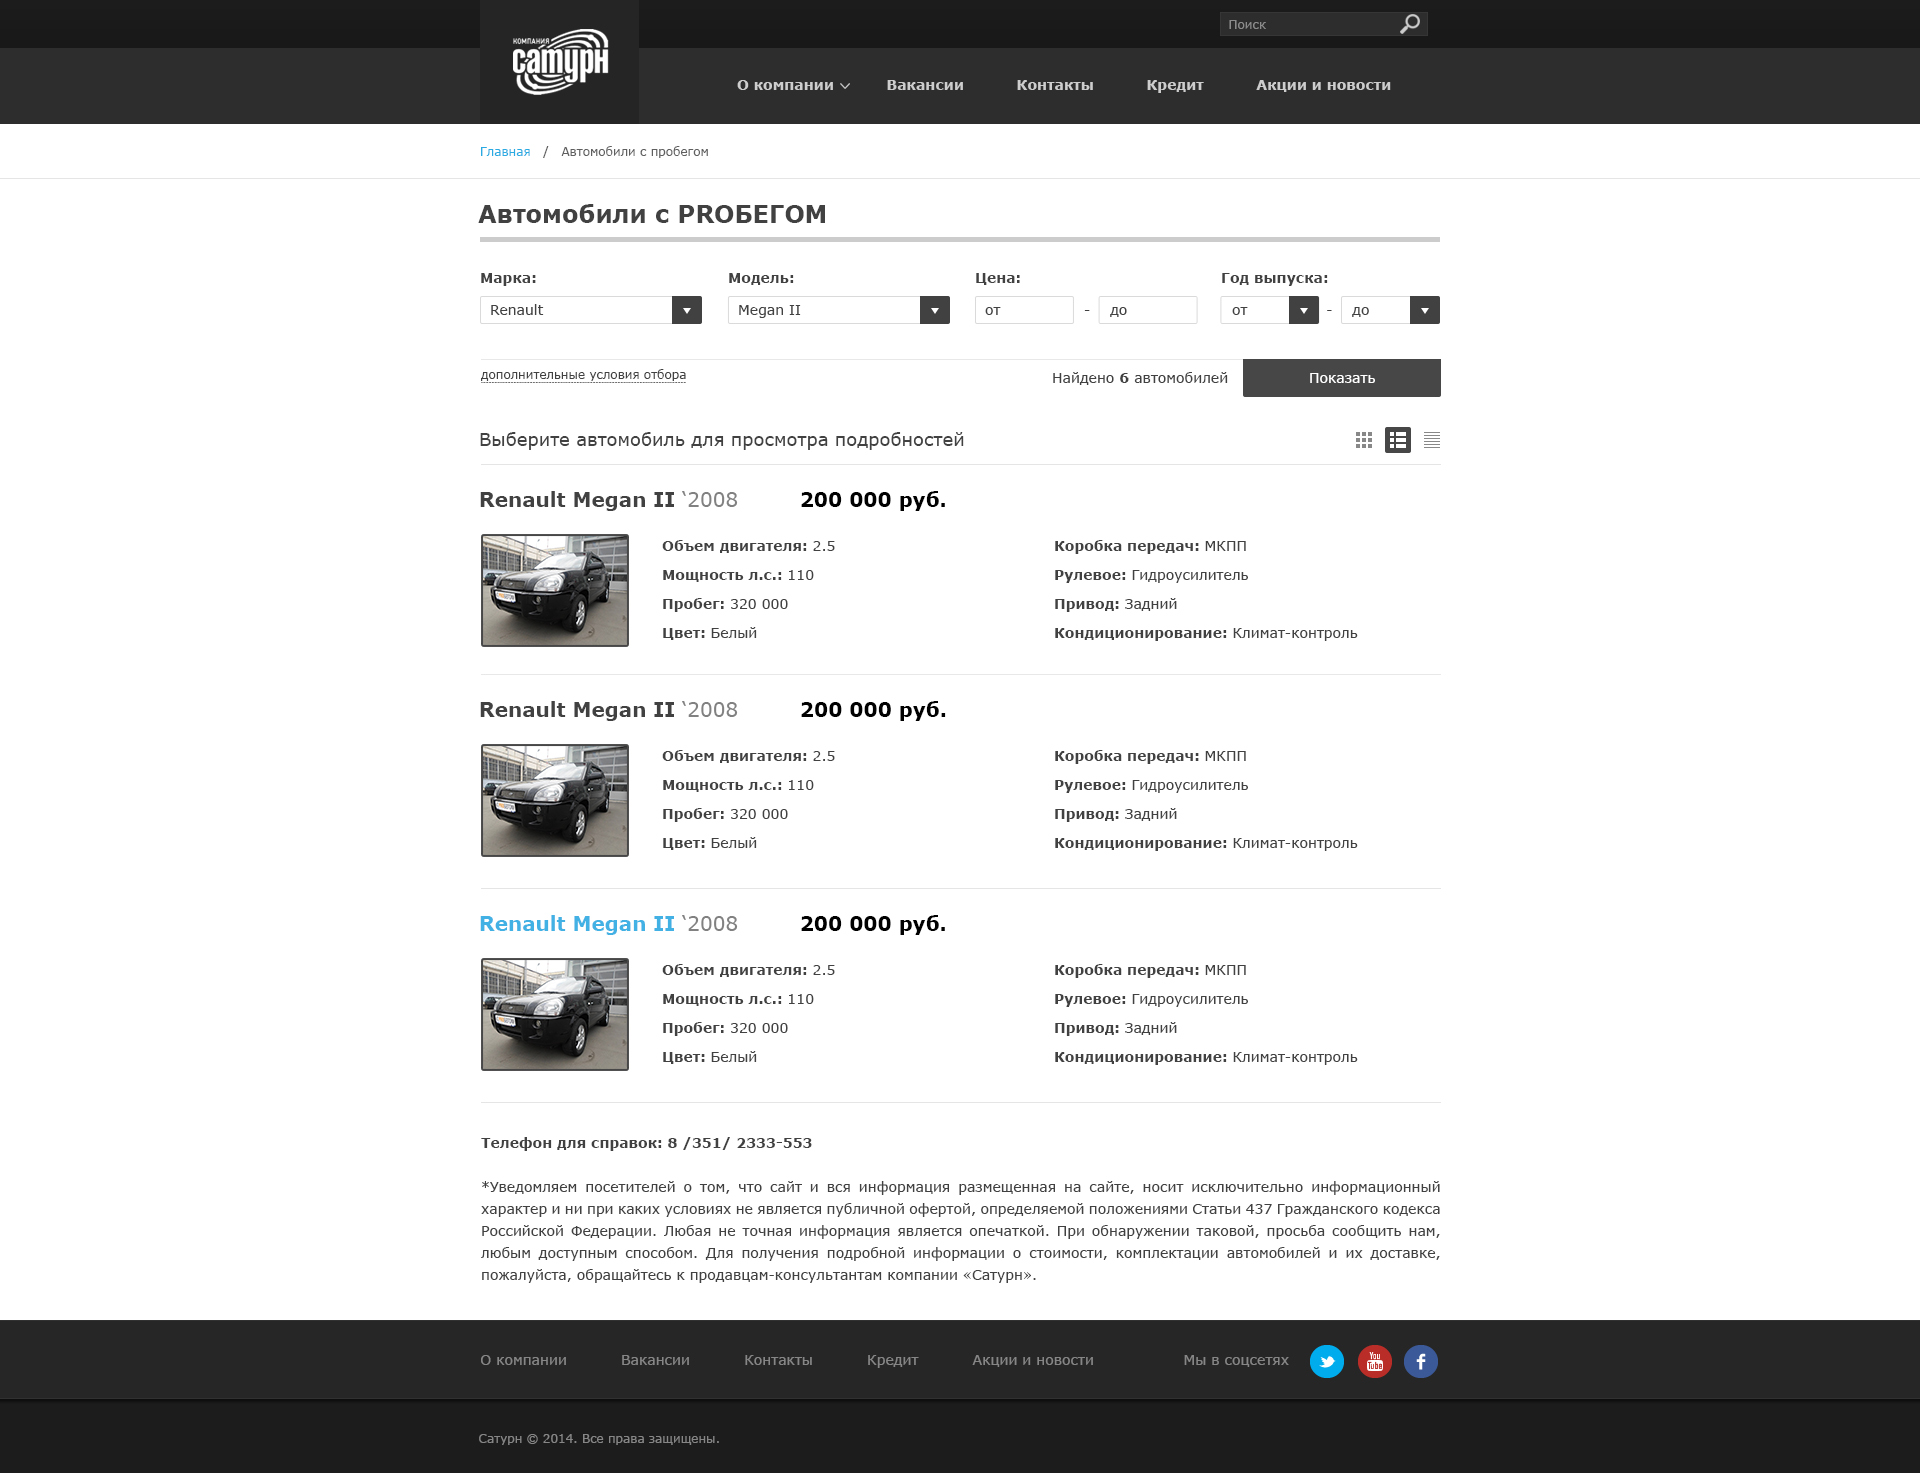 Поиск
компания
сатурн
О компании
Вакансии
Контакты
Кредит
Акции и новости
Главная / Автомобили с пробегом
Автомобили с PROБЕГОМ
Марка:
Модель:
Цена:
Год выпуска:
Renault
Megan II
от - до
от - до
дополнительные условия отбора
Найдено 6 автомобилей
Показать
Выберите автомобиль для просмотра подробностей
Renault Megan II `2008 200 000 руб.
Объем двигателя: 2.5
Мощность л.с.: 110
Пробег: 320 000
Цвет: Белый
Коробка передач: МКПП
Рулевое: Гидроусилитель
Привод: Задний
Кондиционирование: Климат-контроль
Renault Megan II `2008 200 000 руб.
Объем двигателя: 2.5
Мощность л.с.: 110
Пробег: 320 000
Цвет: Белый
Коробка передач: МКПП
Рулевое: Гидроусилитель
Привод: Задний
Кондиционирование: Климат-контроль
Renault Megan II `2008 200 000 руб.
Объем двигателя: 2.5
Мощность л.с.: 110
Пробег: 320 000
Цвет: Белый
Коробка передач: МКПП
Рулевое: Гидроусилитель
Привод: Задний
Кондиционирование: Климат-контроль
Телефон для справок: 8 /351/ 2333-553
*Уведомляем посетителей о том, что сайт и вся информация размещенная на сайте, носит исключительно информационный
характер и ни при каких условиях не является публичной офертой, определяемой положениями Статьи 437 Гражданского кодекса
Российской Федерации. Любая не точная информация является опечаткой. При обнаружении таковой, просьба сообщить нам,
любым доступным способом. Для получения подробной информации о стоимости, комплектации автомобилей и их доставке,
пожалуйста, обращайтесь к продавцам-консультантам компании «Сатурн».
О компании
Вакансии
Контакты
Кредит
Акции и новости
Мы в соцсетях
You
Tube
f
Сатурн © 2014. Все права защищены.